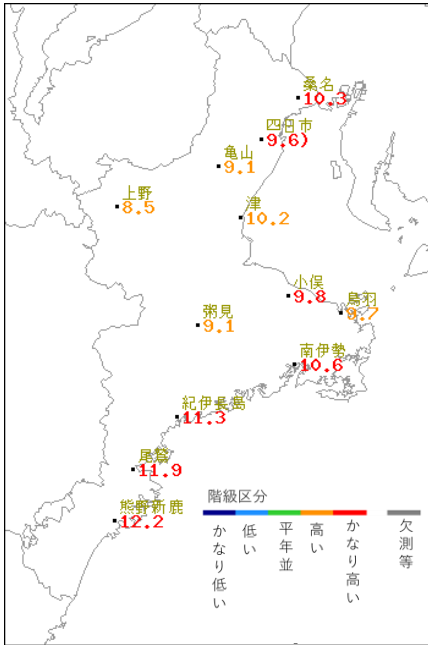 桑名
10.3
四日市
9.6)
亀山
9.1
上野
8.5
津
10.2
小俣
9.8
鳥羽
9.7
粥見
9.1
南伊勢
10.6
紀伊長島
11.3
尾鷲
11.9
熊野新鹿
12.2
階級区分
かなり低い
低い
平年並
高い
かなり高い
欠測等